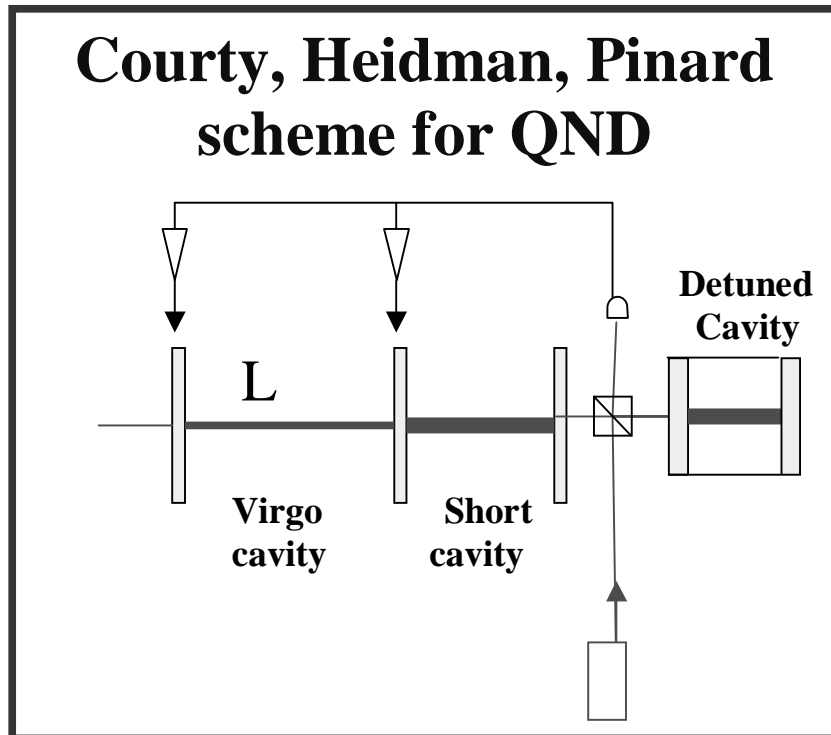 Courty, Heidman, Pinard
scheme for QND
Detuned
Cavity
L
Virgo
cavity
Short
cavity